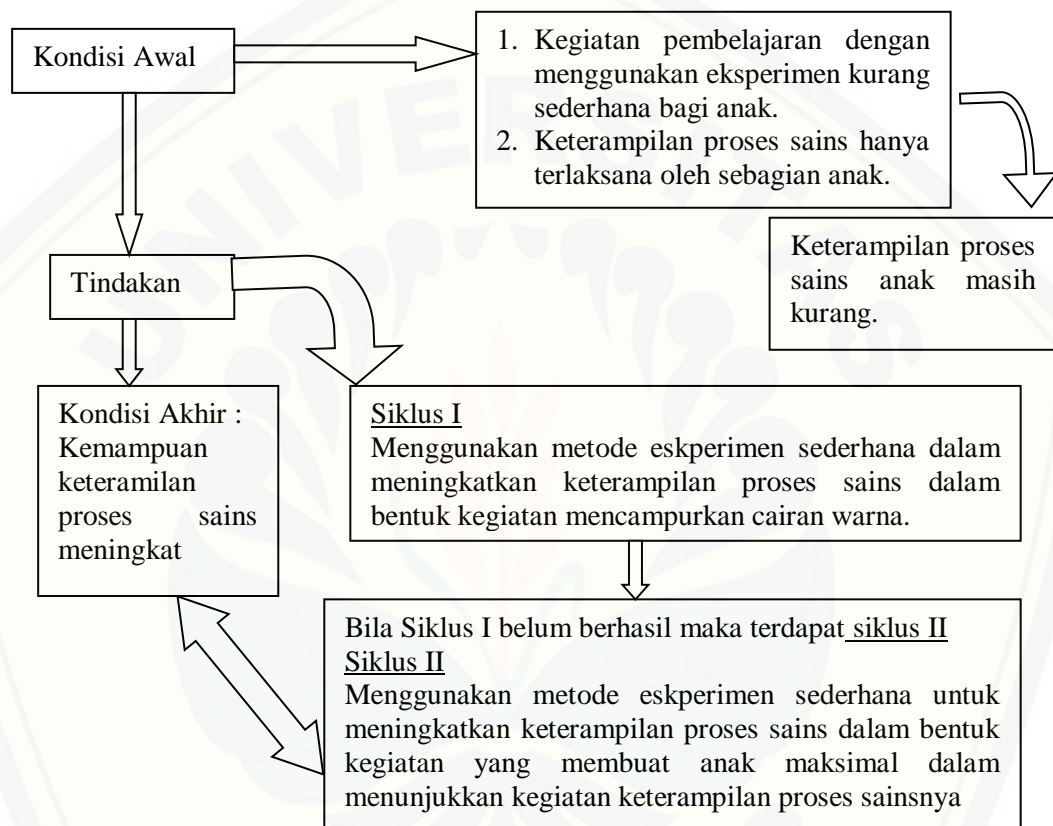 Kondisi Awal
1. Kegiatan pembelajaran dengan
menggunakan eksperimen kurang
sederhana bagi anak.
2. Keterampilan proses sains hanya
terlaksana oleh sebagian anak.
Keterampilan proses
sains anak masih
kurang.
Tindakan
Kondisi Akhir :
Kemampuan
keteramilan
proses sains
meningkat
Siklus I
Menggunakan metode eskperimen sederhana dalam
meningkatkan keterampilan proses sains dalam
bentuk kegiatan mencampurkan cairan warna.
Bila Siklus I belum berhasil maka terdapat siklus II
Siklus II
Menggunakan metode eskperimen sederhana untuk
meningkatkan keterampilan proses sains dalam bentuk
kegiatan yang membuat anak maksimal dalam
menunjukkan kegiatan keterampilan proses sainsnya
UNIVERSITAS